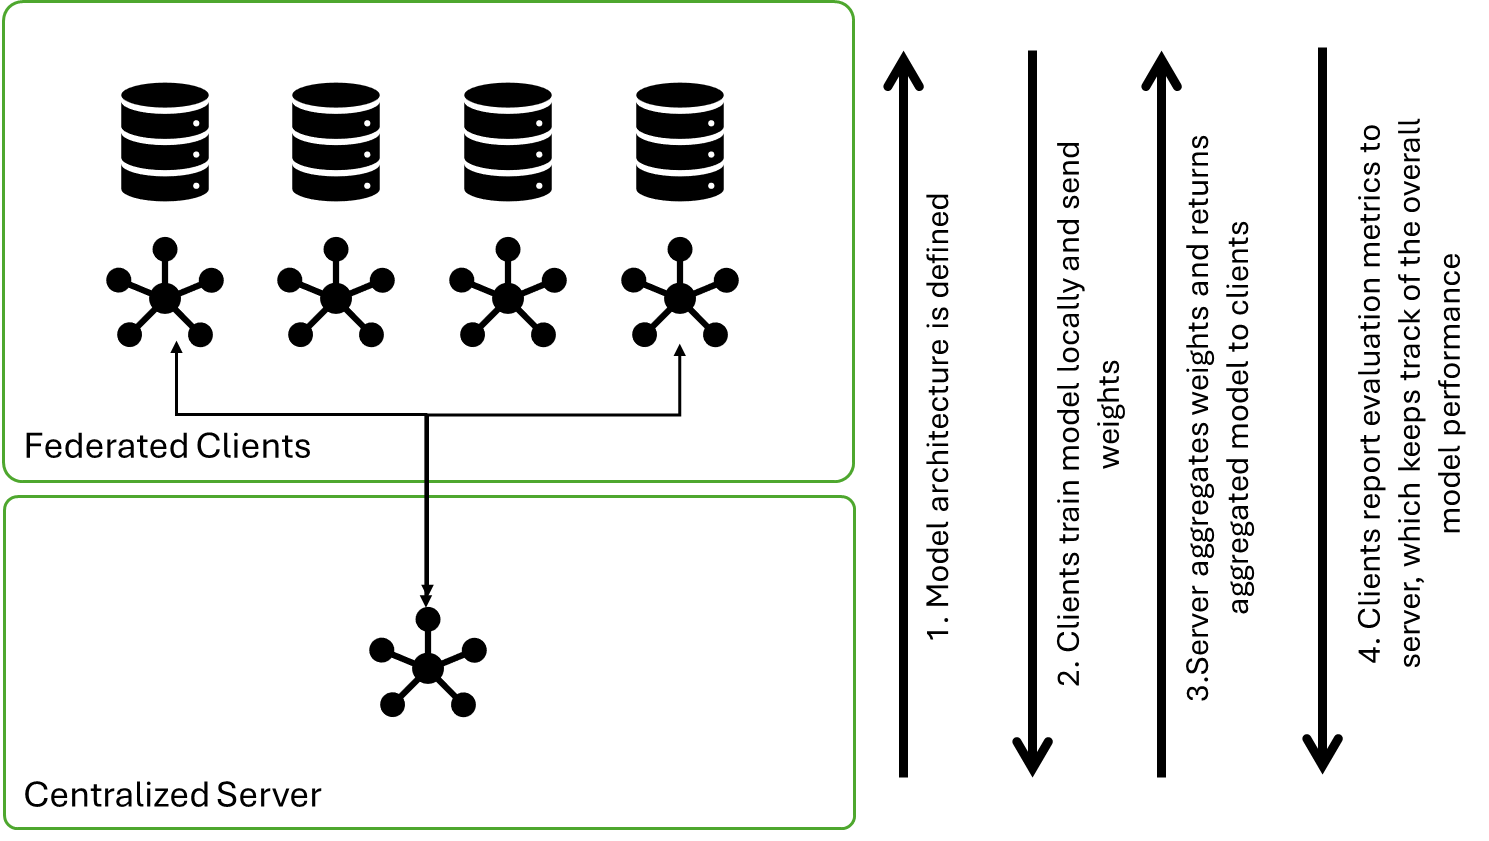 Federated Clients
Centralized Server
1. Model architecture is defined
2. Clients train model locally and send
weights
3.Server aggregates weights and returns
aggregated model to clients
4. Clients report evaluation metrics to
server, which keeps track of the overall
model performance